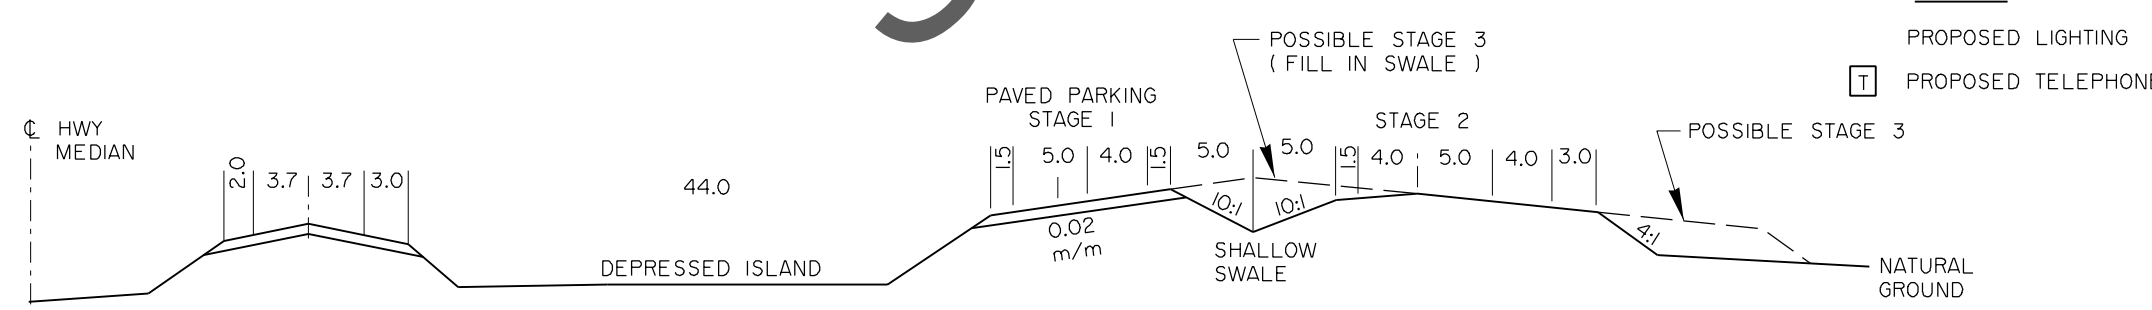 PROPOSED LIGHTING
T PROPOSED TELEPHONE
POSSIBLE STAGE 3
( FILL IN SWALE )
PAVED PARKING
STAGE 1
STAGE 2
POSSIBLE STAGE 3
℄ HWY
MEDIAN
2.0 3.7 3.7 3.0
44.0
1.5 5.0 4.0 1.5 5.0 5.0 1.5 4.0 5.0 4.0 3.0
10:1 10:1
4:1
0.02
m/m
SHALLOW
SWALE
DEPRESSED ISLAND
NATURAL
GROUND